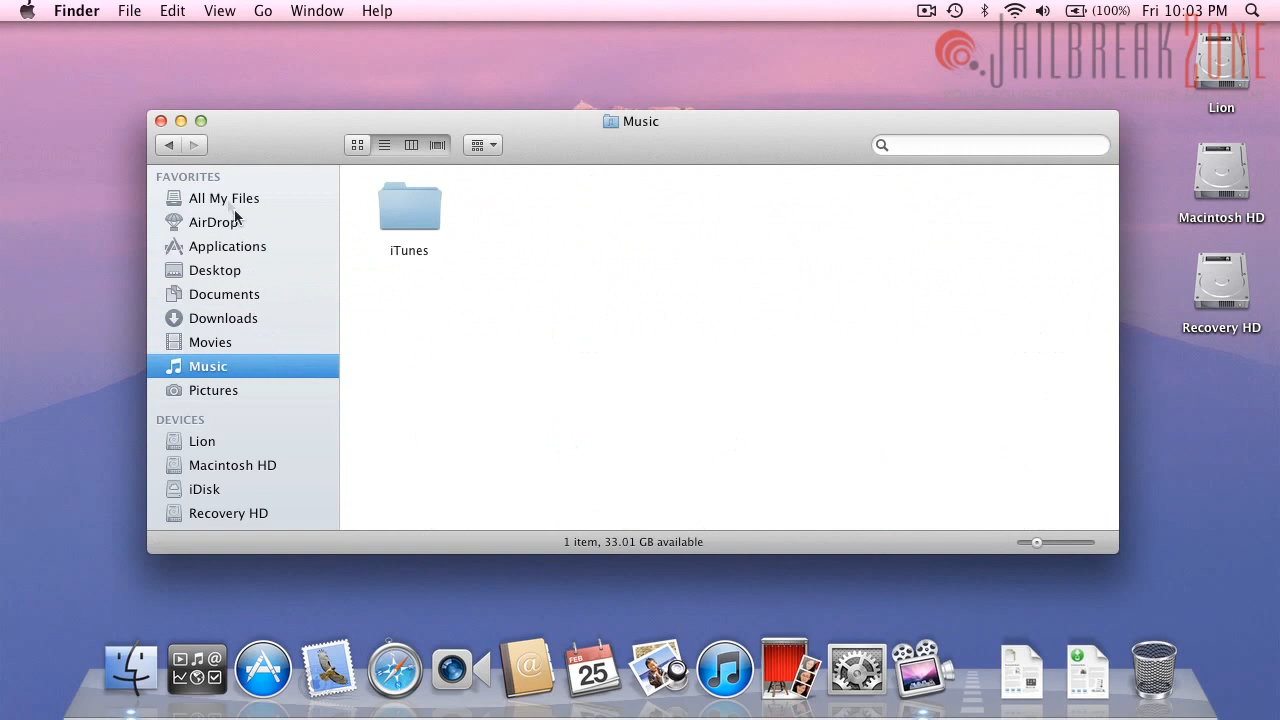 Finder File Edit View Go Window Help (100%) Fri 10:03 PM
JAILBREAK ZONE
Music
FAVORITES
All My Files
AirDrop
Applications
Desktop
Documents
Downloads
Movies
Music
Pictures
DEVICES
Lion
Macintosh HD
iDisk
Recovery HD
iTunes
1 item, 33.01 GB available
Lion
Macintosh HD
Recovery HD
FEB
25